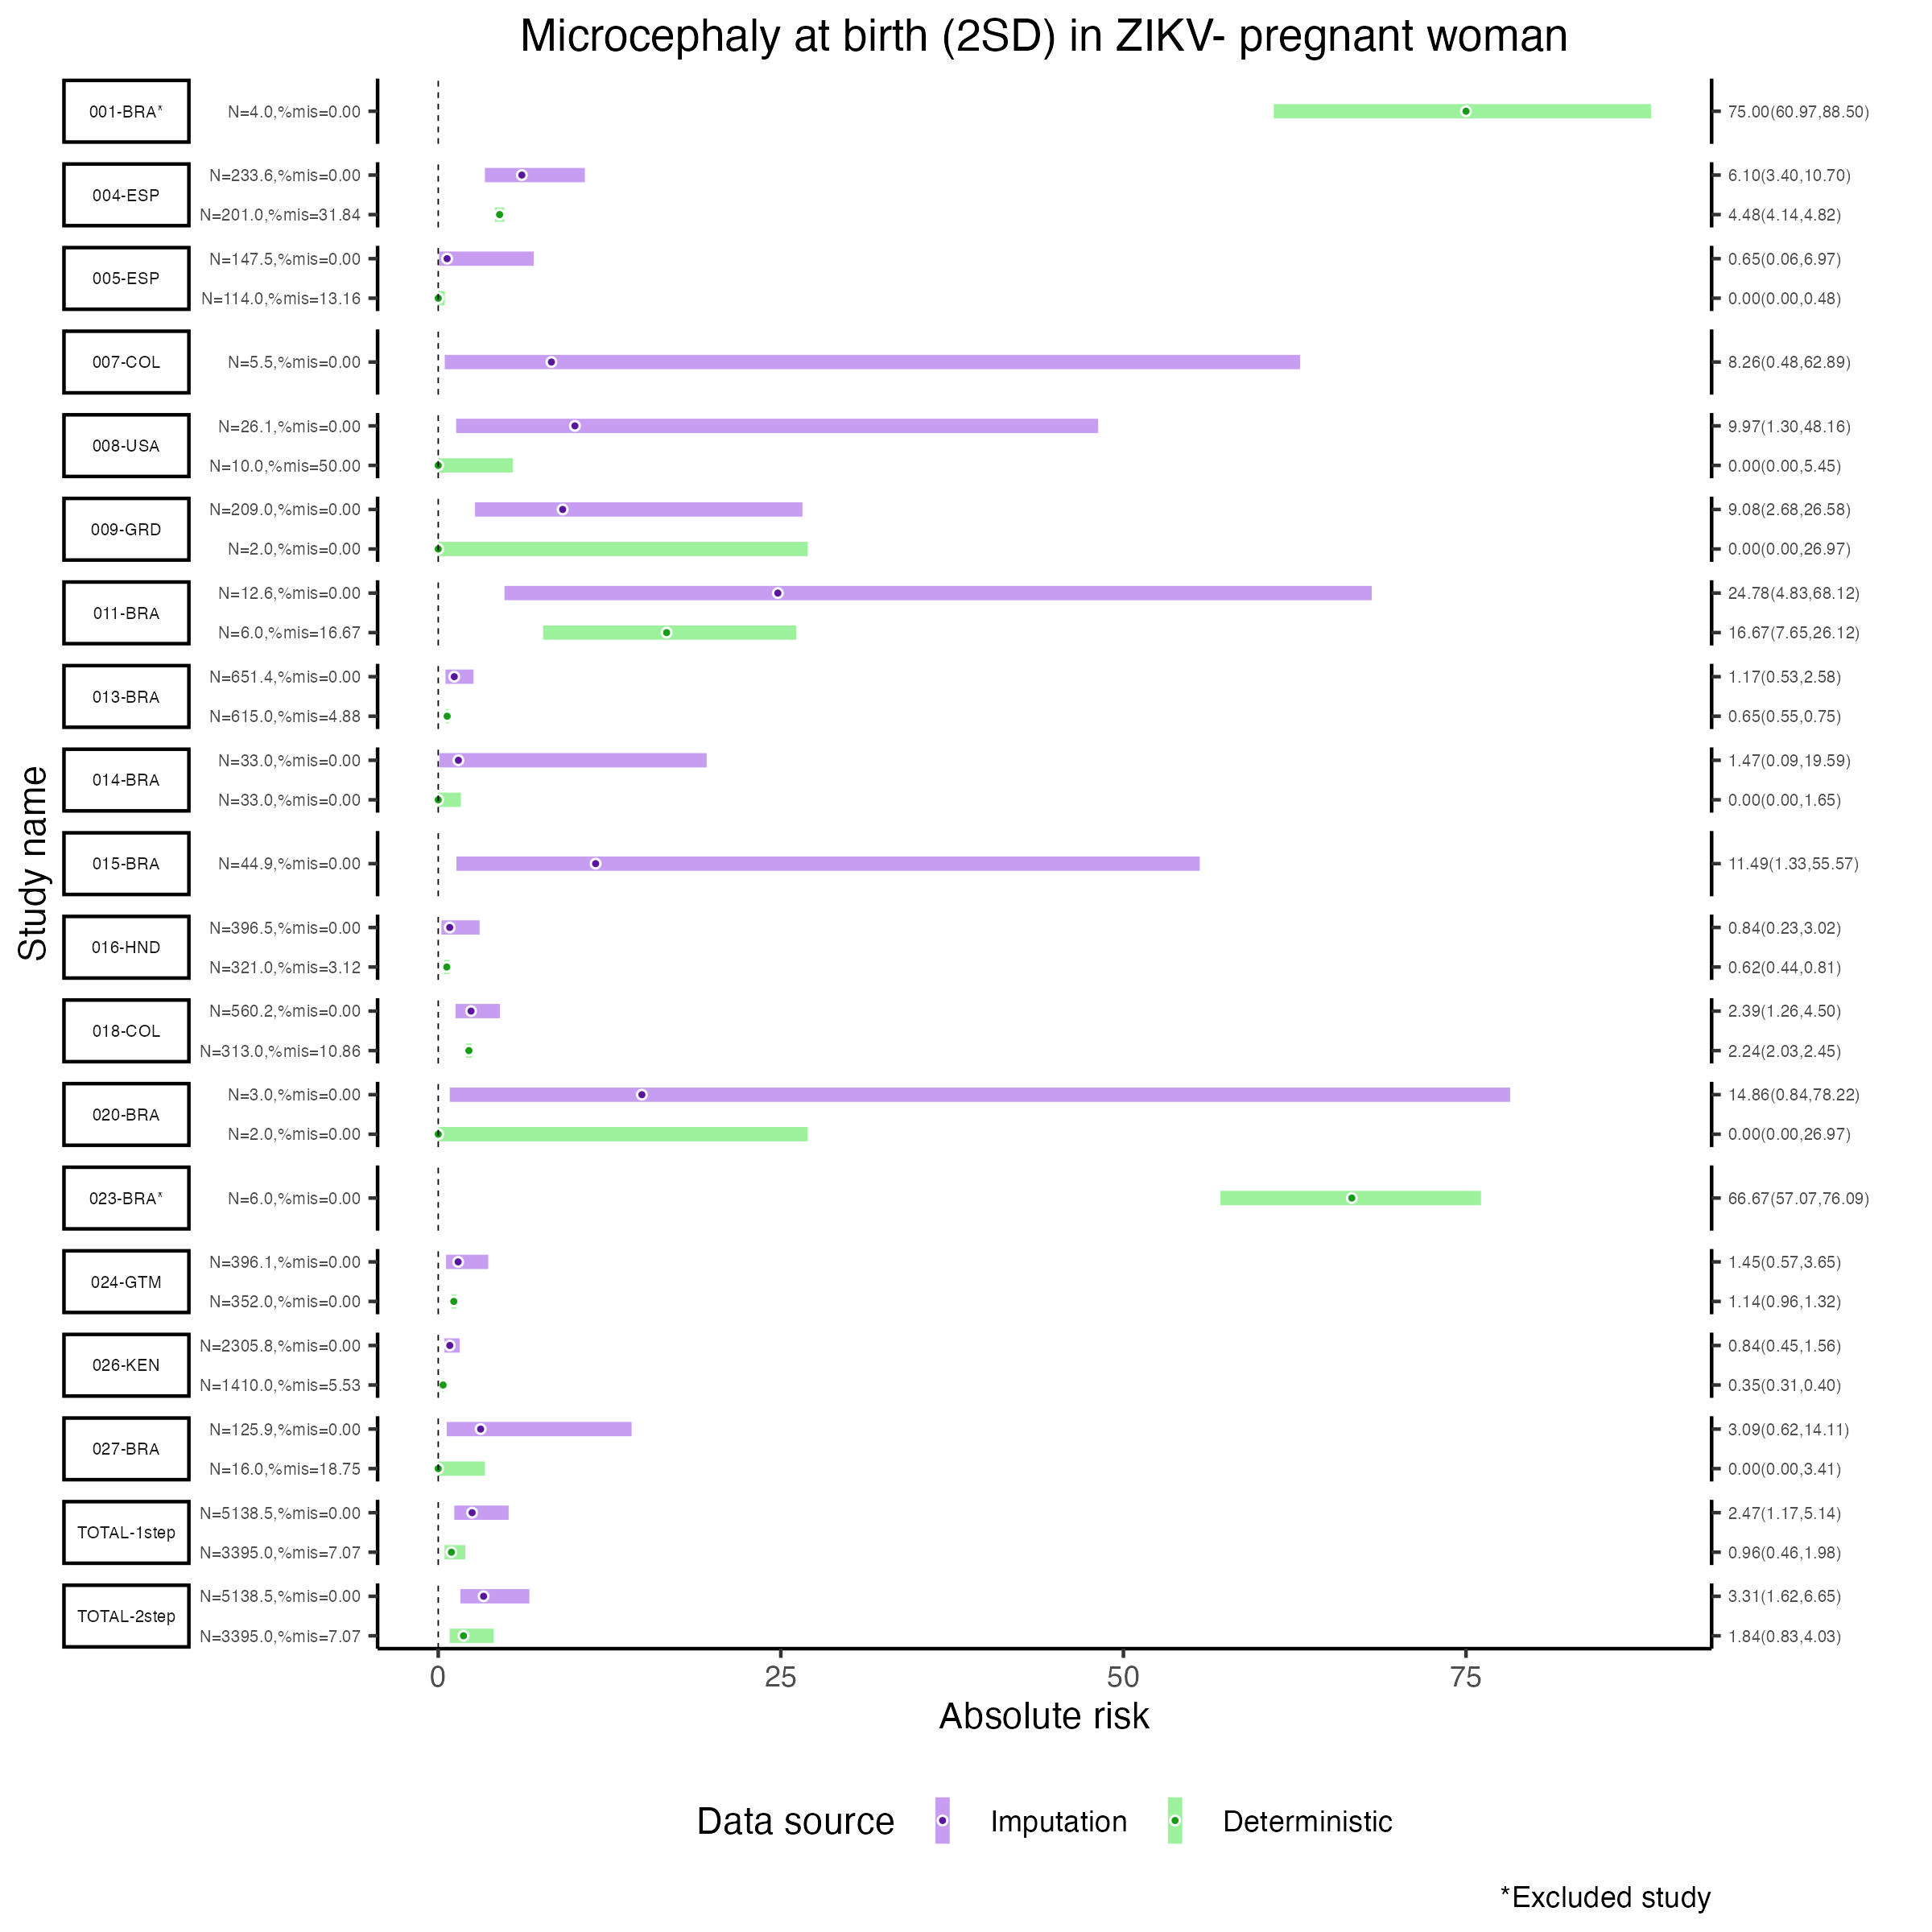 Microcephaly at birth (2SD) in ZIKV- pregnant woman
Study name
001-BRA*
N=4.0,%mis=0.00
75.00(60.97,88.50)
004-ESP
N=233.6,%mis=0.00
6.10(3.40,10.70)
N=201.0,%mis=31.84
4.48(4.14,4.82)
005-ESP
N=147.5,%mis=0.00
0.65(0.06,6.97)
N=114.0,%mis=13.16
0.00(0.00,0.48)
007-COL
N=5.5,%mis=0.00
8.26(0.48,62.89)
008-USA
N=26.1,%mis=0.00
9.97(1.30,48.16)
N=10.0,%mis=50.00
0.00(0.00,5.45)
009-GRD
N=209.0,%mis=0.00
9.08(2.68,26.58)
N=2.0,%mis=0.00
0.00(0.00,26.97)
011-BRA
N=12.6,%mis=0.00
24.78(4.83,68.12)
N=6.0,%mis=16.67
16.67(7.65,26.12)
013-BRA
N=651.4,%mis=0.00
1.17(0.53,2.58)
N=615.0,%mis=4.88
0.65(0.55,0.75)
014-BRA
N=33.0,%mis=0.00
1.47(0.09,19.59)
N=33.0,%mis=0.00
0.00(0.00,1.65)
015-BRA
N=44.9,%mis=0.00
11.49(1.33,55.57)
016-HND
N=396.5,%mis=0.00
0.84(0.23,3.02)
N=321.0,%mis=3.12
0.62(0.44,0.81)
018-COL
N=560.2,%mis=0.00
2.39(1.26,4.50)
N=313.0,%mis=10.86
2.24(2.03,2.45)
020-BRA
N=3.0,%mis=0.00
14.86(0.84,78.22)
N=2.0,%mis=0.00
0.00(0.00,26.97)
023-BRA*
N=6.0,%mis=0.00
66.67(57.07,76.09)
024-GTM
N=396.1,%mis=0.00
1.45(0.57,3.65)
N=352.0,%mis=0.00
1.14(0.96,1.32)
026-KEN
N=2305.8,%mis=0.00
0.84(0.45,1.56)
N=1410.0,%mis=5.53
0.35(0.31,0.40)
027-BRA
N=125.9,%mis=0.00
3.09(0.62,14.11)
N=16.0,%mis=18.75
0.00(0.00,3.41)
TOTAL-1step
N=5138.5,%mis=0.00
2.47(1.17,5.14)
N=3395.0,%mis=7.07
0.96(0.46,1.98)
TOTAL-2step
N=5138.5,%mis=0.00
3.31(1.62,6.65)
N=3395.0,%mis=7.07
1.84(0.83,4.03)
0 25 50 75
Absolute risk
Data source Imputation Deterministic
*Excluded study